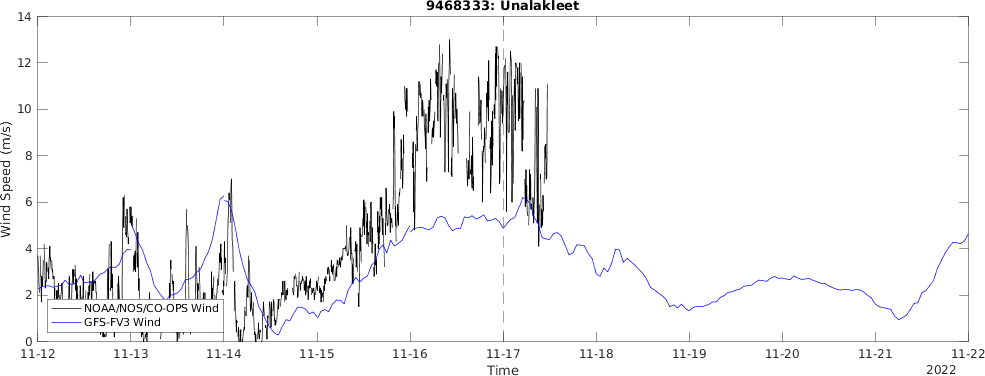 9468333: Unalakleet
14
12
10
8
6
4
2
0
Wind Speed (m/s)
NOAA/NOS/CO-OPS Wind
GFS-FV3 Wind
11-12 11-13 11-14 11-15 11-16 11-17 11-18 11-19 11-20 11-21 11-22
Time
2022